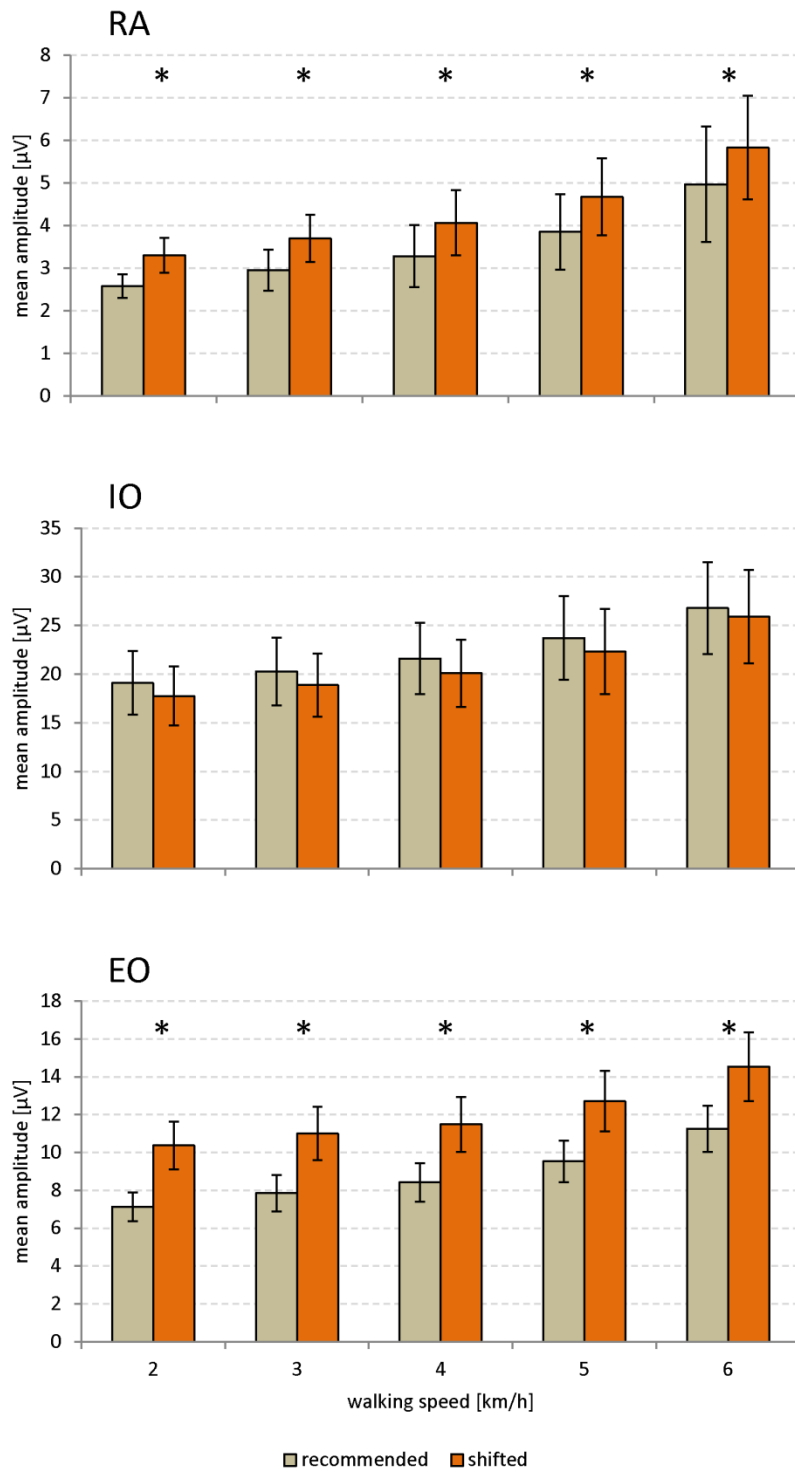 RA
mean amplitude [µV]
8
7
6
5
4
3
2
1
0
* * * * *
IO
mean amplitude [µV]
35
30
25
20
15
10
5
0
EO
mean amplitude [µV]
18
16
14
12
10
8
6
4
2
0
* * * * *
2 3 4 5 6
walking speed [km/h]
recommended shifted